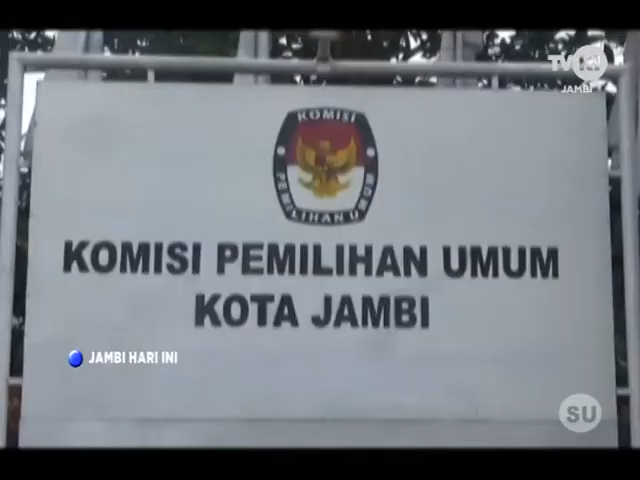 TVRI
JAMBI
KOMISI
PEMILIHAN UMUM
KOMISI PEMILIHAN UMUM
KOTA JAMBI
JAMBI HARI INI
SU